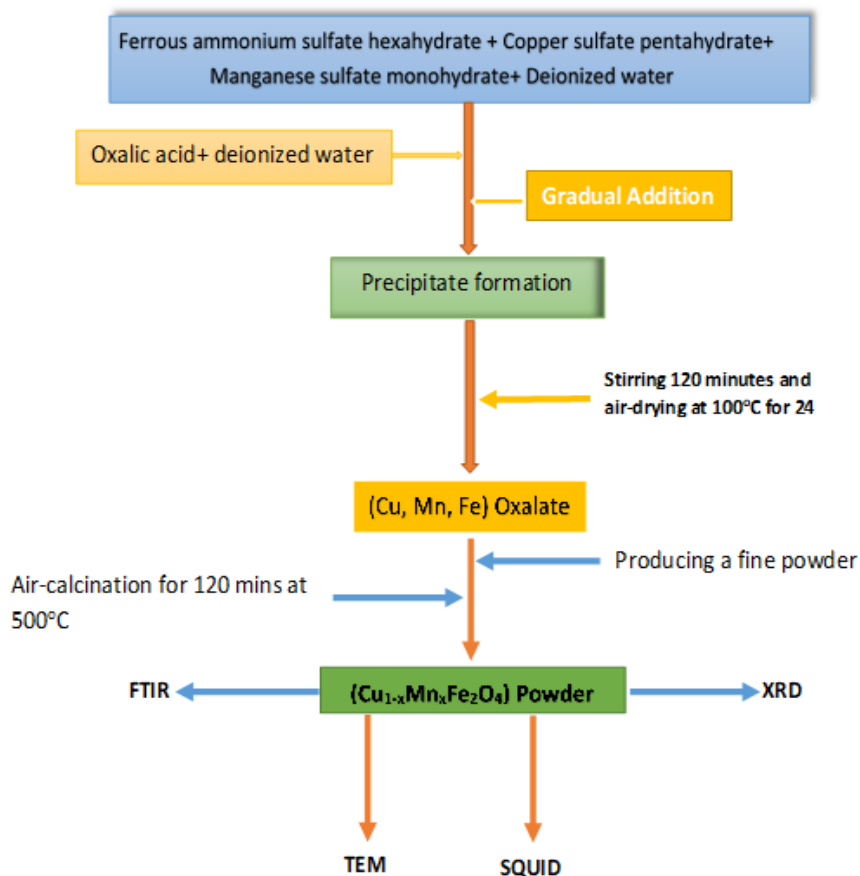 Ferrous ammonium sulfate hexahydrate + Copper sulfate pentahydrate+
Manganese sulfate monohydrate+ Deionized water
Oxalic acid+ deionized water
Gradual Addition
Precipitate formation
Stirring 120 minutes and
air-drying at 100°C for 24
(Cu, Mn, Fe) Oxalate
Producing a fine powder
Air-calcination for 120 mins at
500°C
FTIR
(Cu₁₋ₓMnₓFe₂O₄) Powder
XRD
TEM
SQUID